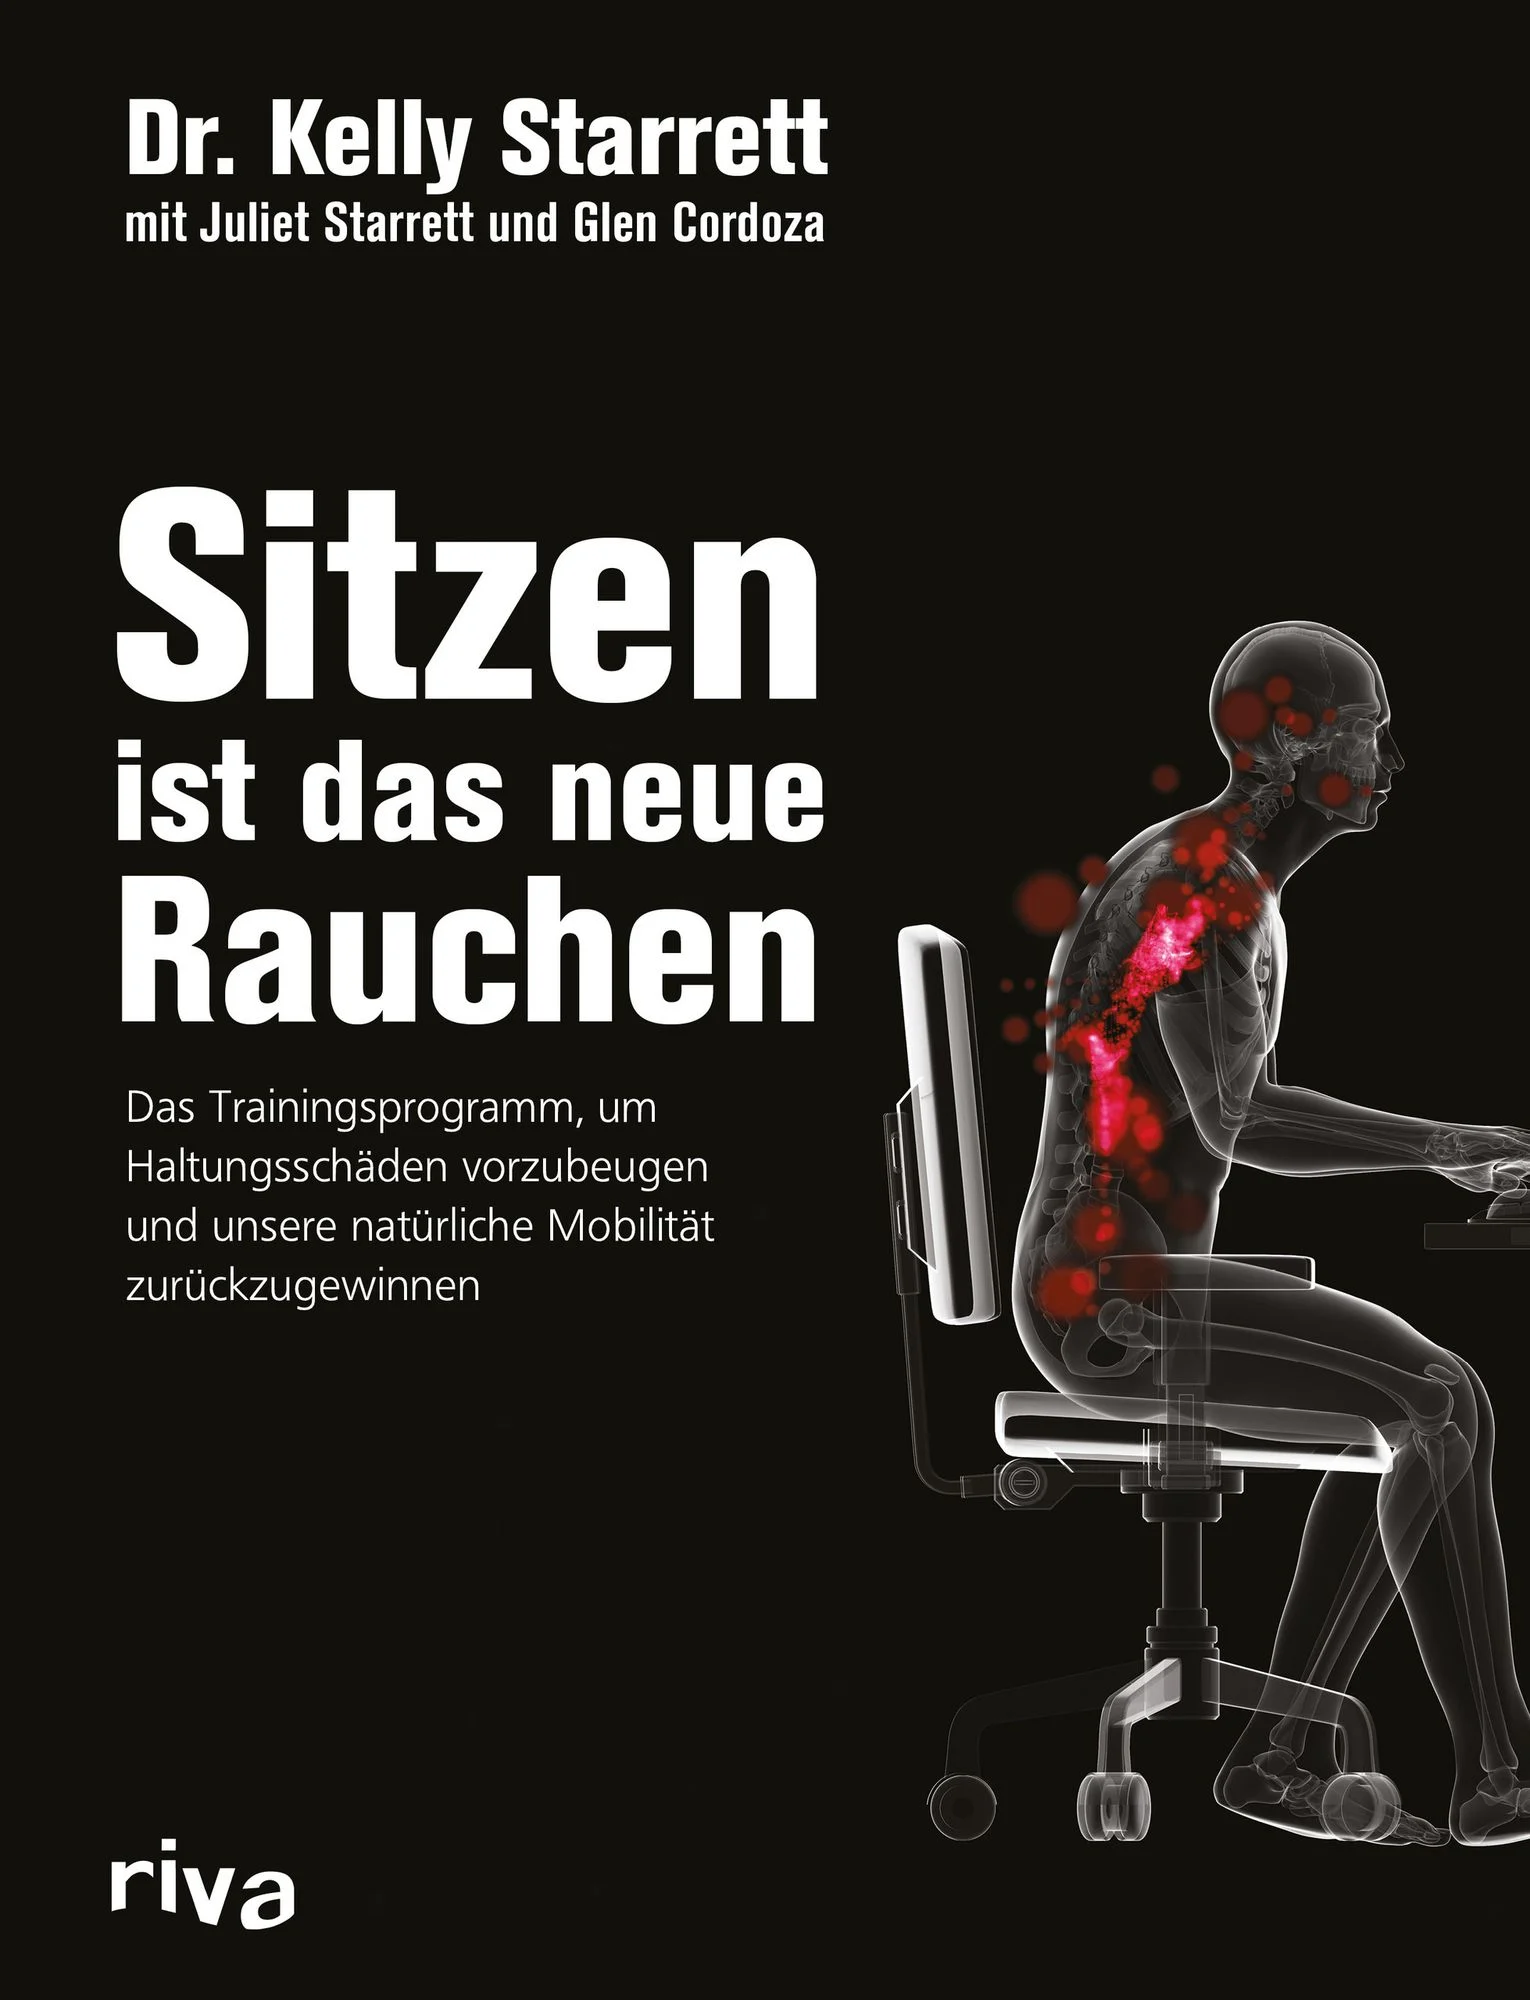 Dr. Kelly Starrett
mit Juliet Starrett und Glen Cordoza
Sitzen
ist das neue
Rauchen
Das Trainingsprogramm, um
Haltungsschäden vorzubeugen
und unsere natürliche Mobilität
zurückzugewinnen
riva